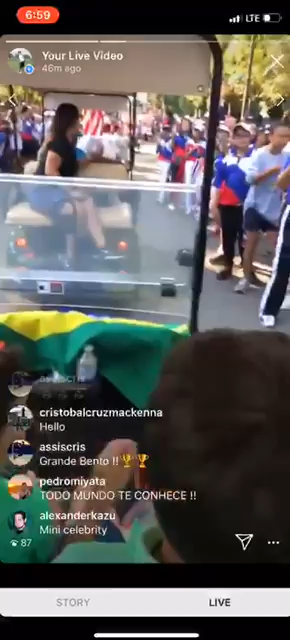 6:59
LTE
Your Live Video
46m ago
cristobalcruzmackenna
Hello
assiscris
Grande Bento !!🏆🏆
pedromiyata
TODO MUNDO TE CONHECE !!
alexanderkazu
Mini celebrity
87
STORY
LIVE